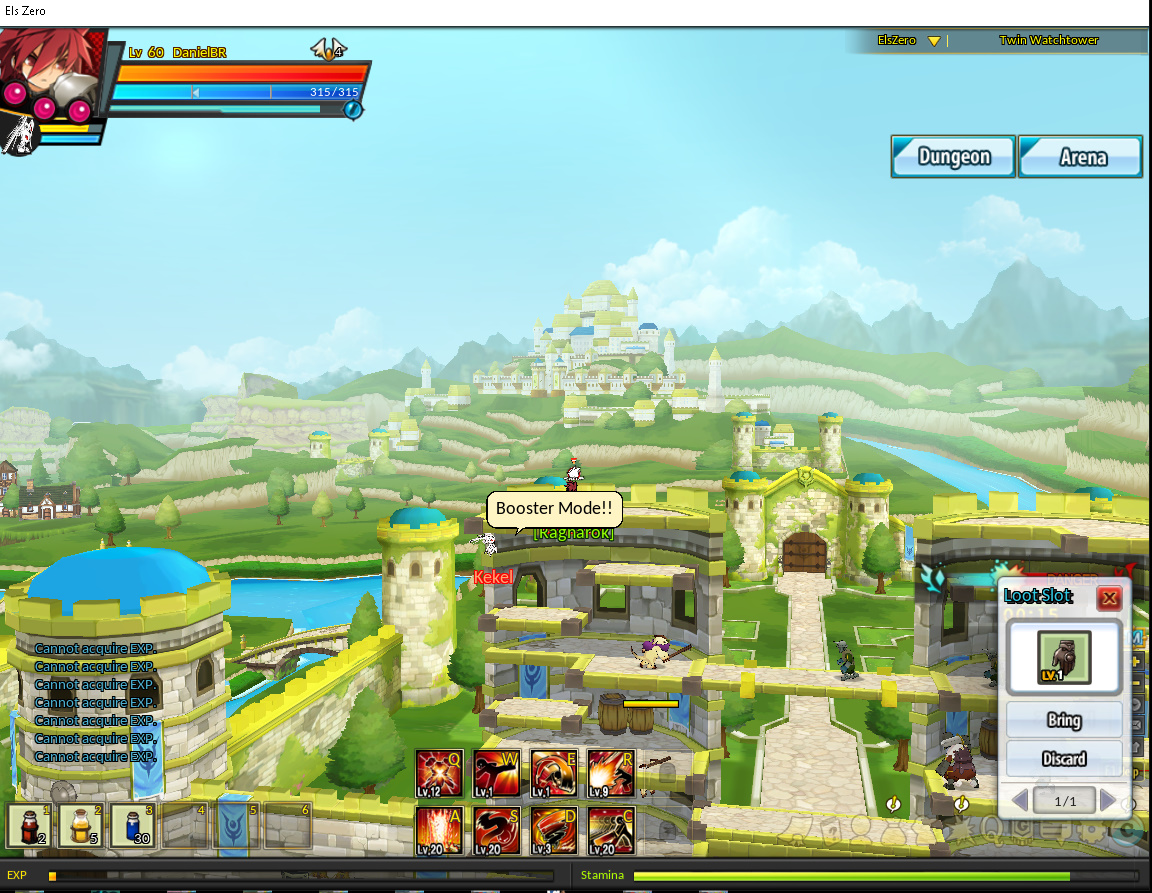 Els Zero
Lv 60 DanielBR
4
315/315
ElsZero
Twin Watchtower
Dungeon
Arena
Booster Mode!!
[Ragnarok]
Kekel
DANGER
Loot Slot
00:15
LV.1
Bring
Discard
1/1
Cannot acquire EXP.
Cannot acquire EXP.
Cannot acquire EXP.
Cannot acquire EXP.
Cannot acquire EXP.
Cannot acquire EXP.
Cannot acquire EXP.
Q W E R
Lv,12 Lv,1 Lv,1 Lv,9
1 2 3 4 5 6
2 5 30
A S D C
Lv,20 Lv,20 Lv,3 Lv,20
EXP
Stamina